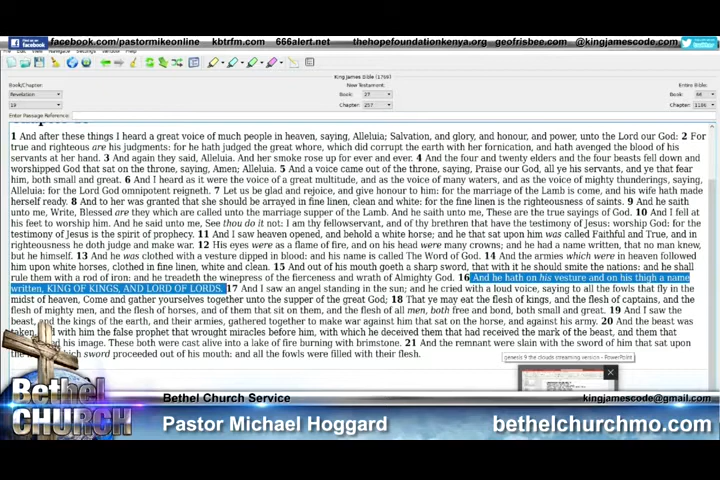 Find us on facebook facebook.com/pastormikeonline kbtrfm.com 666alert.net thehopefoundationkenya.org geofrisbee.com @kingjamescode twitter
King James Bible (1769)
Book/Chapter: New Testament: Entire Bible:
Revelation Book: 27 Book: 66
19 Chapter: 257 Chapter: 1186
Enter Passage Reference:
1 And after these things I heard a great voice of much people in heaven, saying, Alleluia; Salvation, and glory, and honour, and power, unto the Lord our God: 2 For
true and righteous are his judgments: for he hath judged the great whore, which did corrupt the earth with her fornication, and hath avenged the blood of his
servants at her hand. 3 And again they said, Alleluia. And her smoke rose up for ever and ever. 4 And the four and twenty elders and the four beasts fell down and
worshipped God that sat on the throne, saying, Amen; Alleluia. 5 And a voice came out of the throne, saying, Praise our God, all ye his servants, and ye that fear
him, both small and great. 6 And I heard as it were the voice of a great multitude, and as the voice of many waters, and as the voice of mighty thunderings, saying,
Alleluia: for the Lord God omnipotent reigneth. 7 Let us be glad and rejoice, and give honour to him: for the marriage of the Lamb is come, and his wife hath made
herself ready. 8 And to her was granted that she should be arrayed in fine linen, clean and white: for the fine linen is the righteousness of saints. 9 And he saith
unto me, Write, Blessed are they which are called unto the marriage supper of the Lamb. And he saith unto me, These are the true sayings of God. 10 And I fell at
his feet to worship him. And he said unto me, See thou do it not: I am thy fellowservant, and of thy brethren that have the testimony of Jesus: worship God: for the
testimony of Jesus is the spirit of prophecy. 11 And I saw heaven opened, and behold a white horse; and he that sat upon him was called Faithful and True, and in
righteousness he doth judge and make war. 12 His eyes were as a flame of fire, and on his head were many crowns; and he had a name written, that no man knew,
but he himself. 13 And he was clothed with a vesture dipped in blood: and his name is called The Word of God. 14 And the armies which were in heaven followed
him upon white horses, clothed in fine linen, white and clean. 15 And out of his mouth goeth a sharp sword, that with it he should smite the nations: and he shall
rule them with a rod of iron: and he treadeth the winepress of the fierceness and wrath of Almighty God. 16 And he hath on his vesture and on his thigh a name
written, KING OF KINGS, AND LORD OF LORDS. 17 And I saw an angel standing in the sun; and he cried with a loud voice, saying to all the fowls that fly in the
midst of heaven, Come and gather yourselves together unto the supper of the great God; 18 That ye may eat the flesh of kings, and the flesh of captains, and the
flesh of mighty men, and the flesh of horses, and of them that sit on them, and the flesh of all men, both free and bond, both small and great. 19 And I saw the
beast, and the kings of the earth, and their armies, gathered together to make war against him that sat on the horse, and against his army. 20 And the beast was
taken, with him the false prophet that wrought miracles before him, with which he deceived them that had received the mark of the beast, and them that
his image. These both were cast alive into a lake of fire burning with brimstone. 21 And the remnant were slain with the sword of him that sat upon
the which sword proceeded out of his mouth: and all the fowls were filled with their flesh.
genesis 9 the clouds streaming version - PowerPoint
Bethel Church Service kingjamescode@gmail.com
Bethel CHURCH
Pastor Michael Hoggard bethelchurchmo.com